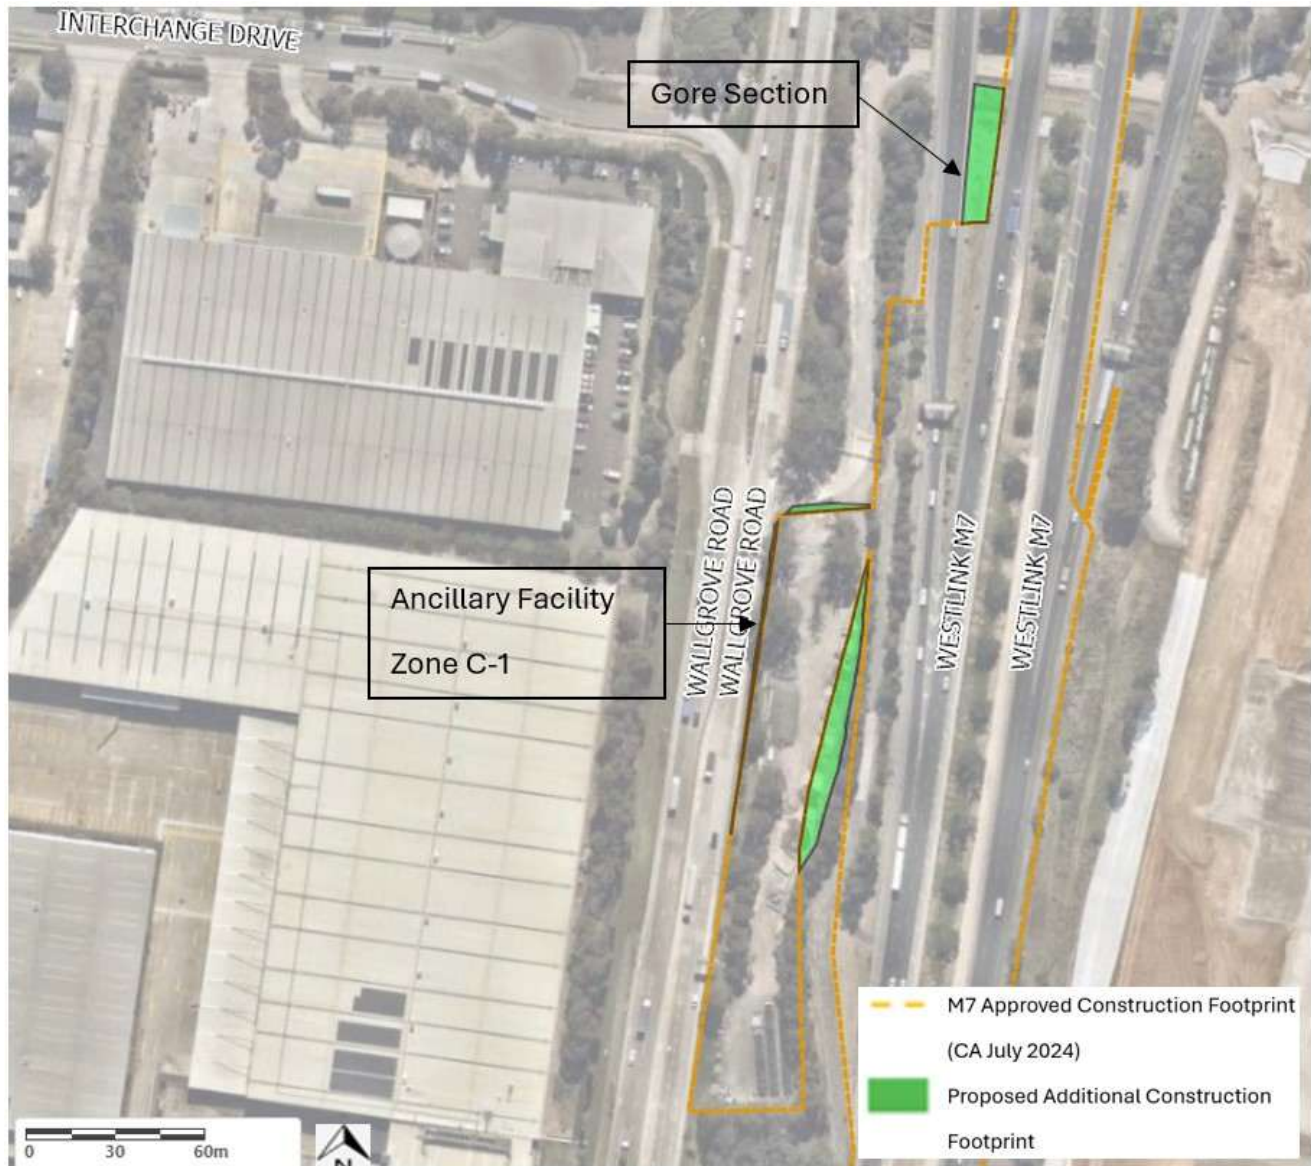 INTERCHANGE DRIVE
Gore Section
WALLGROVE ROAD
WALLGROVE ROAD
WESTLINK M7
WESTLINK M7
Ancillary Facility
Zone C-1
M7 Approved Construction Footprint
(CA July 2024)
Proposed Additional Construction
Footprint
0 30 60m
N